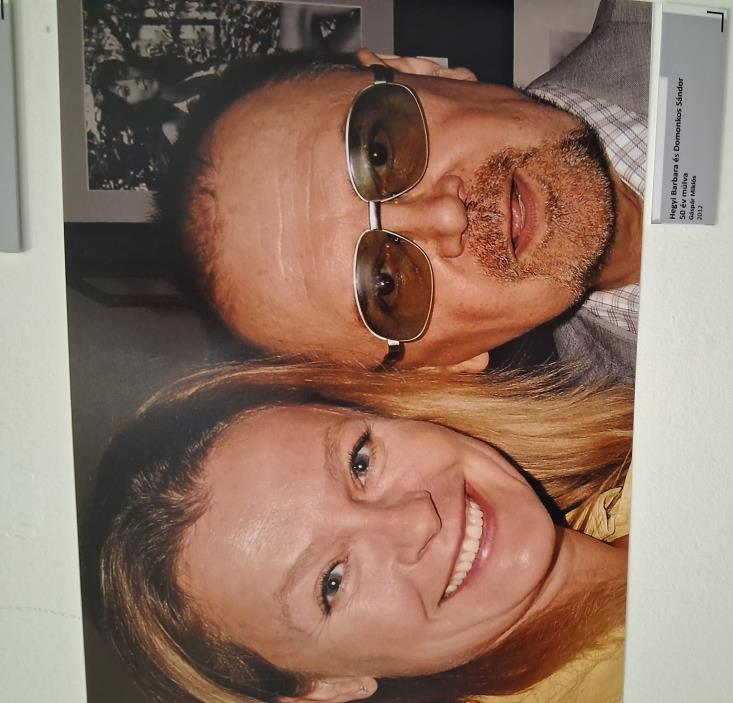 Hegyi Barbara és Domonkos Sándor
50 év múlva
Gáspár Miklós
2012